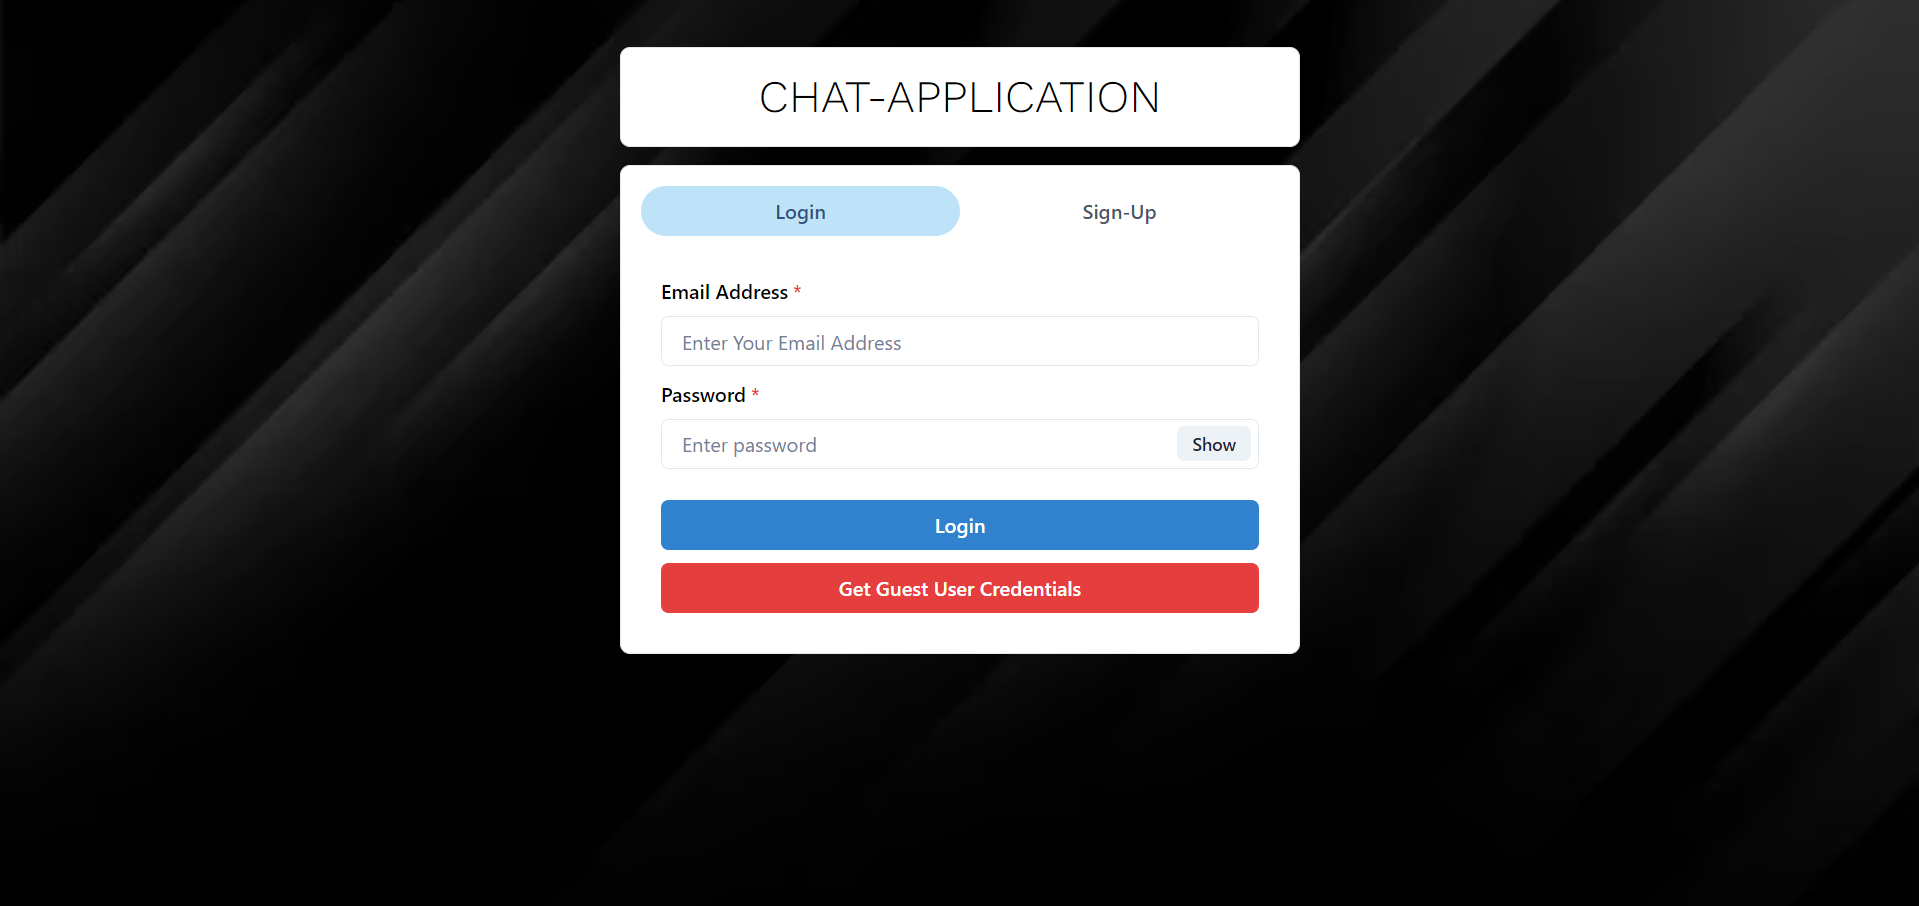 CHAT-APPLICATION
Login Sign-Up
Email Address *
Enter Your Email Address
Password *
Enter password Show
Login
Get Guest User Credentials